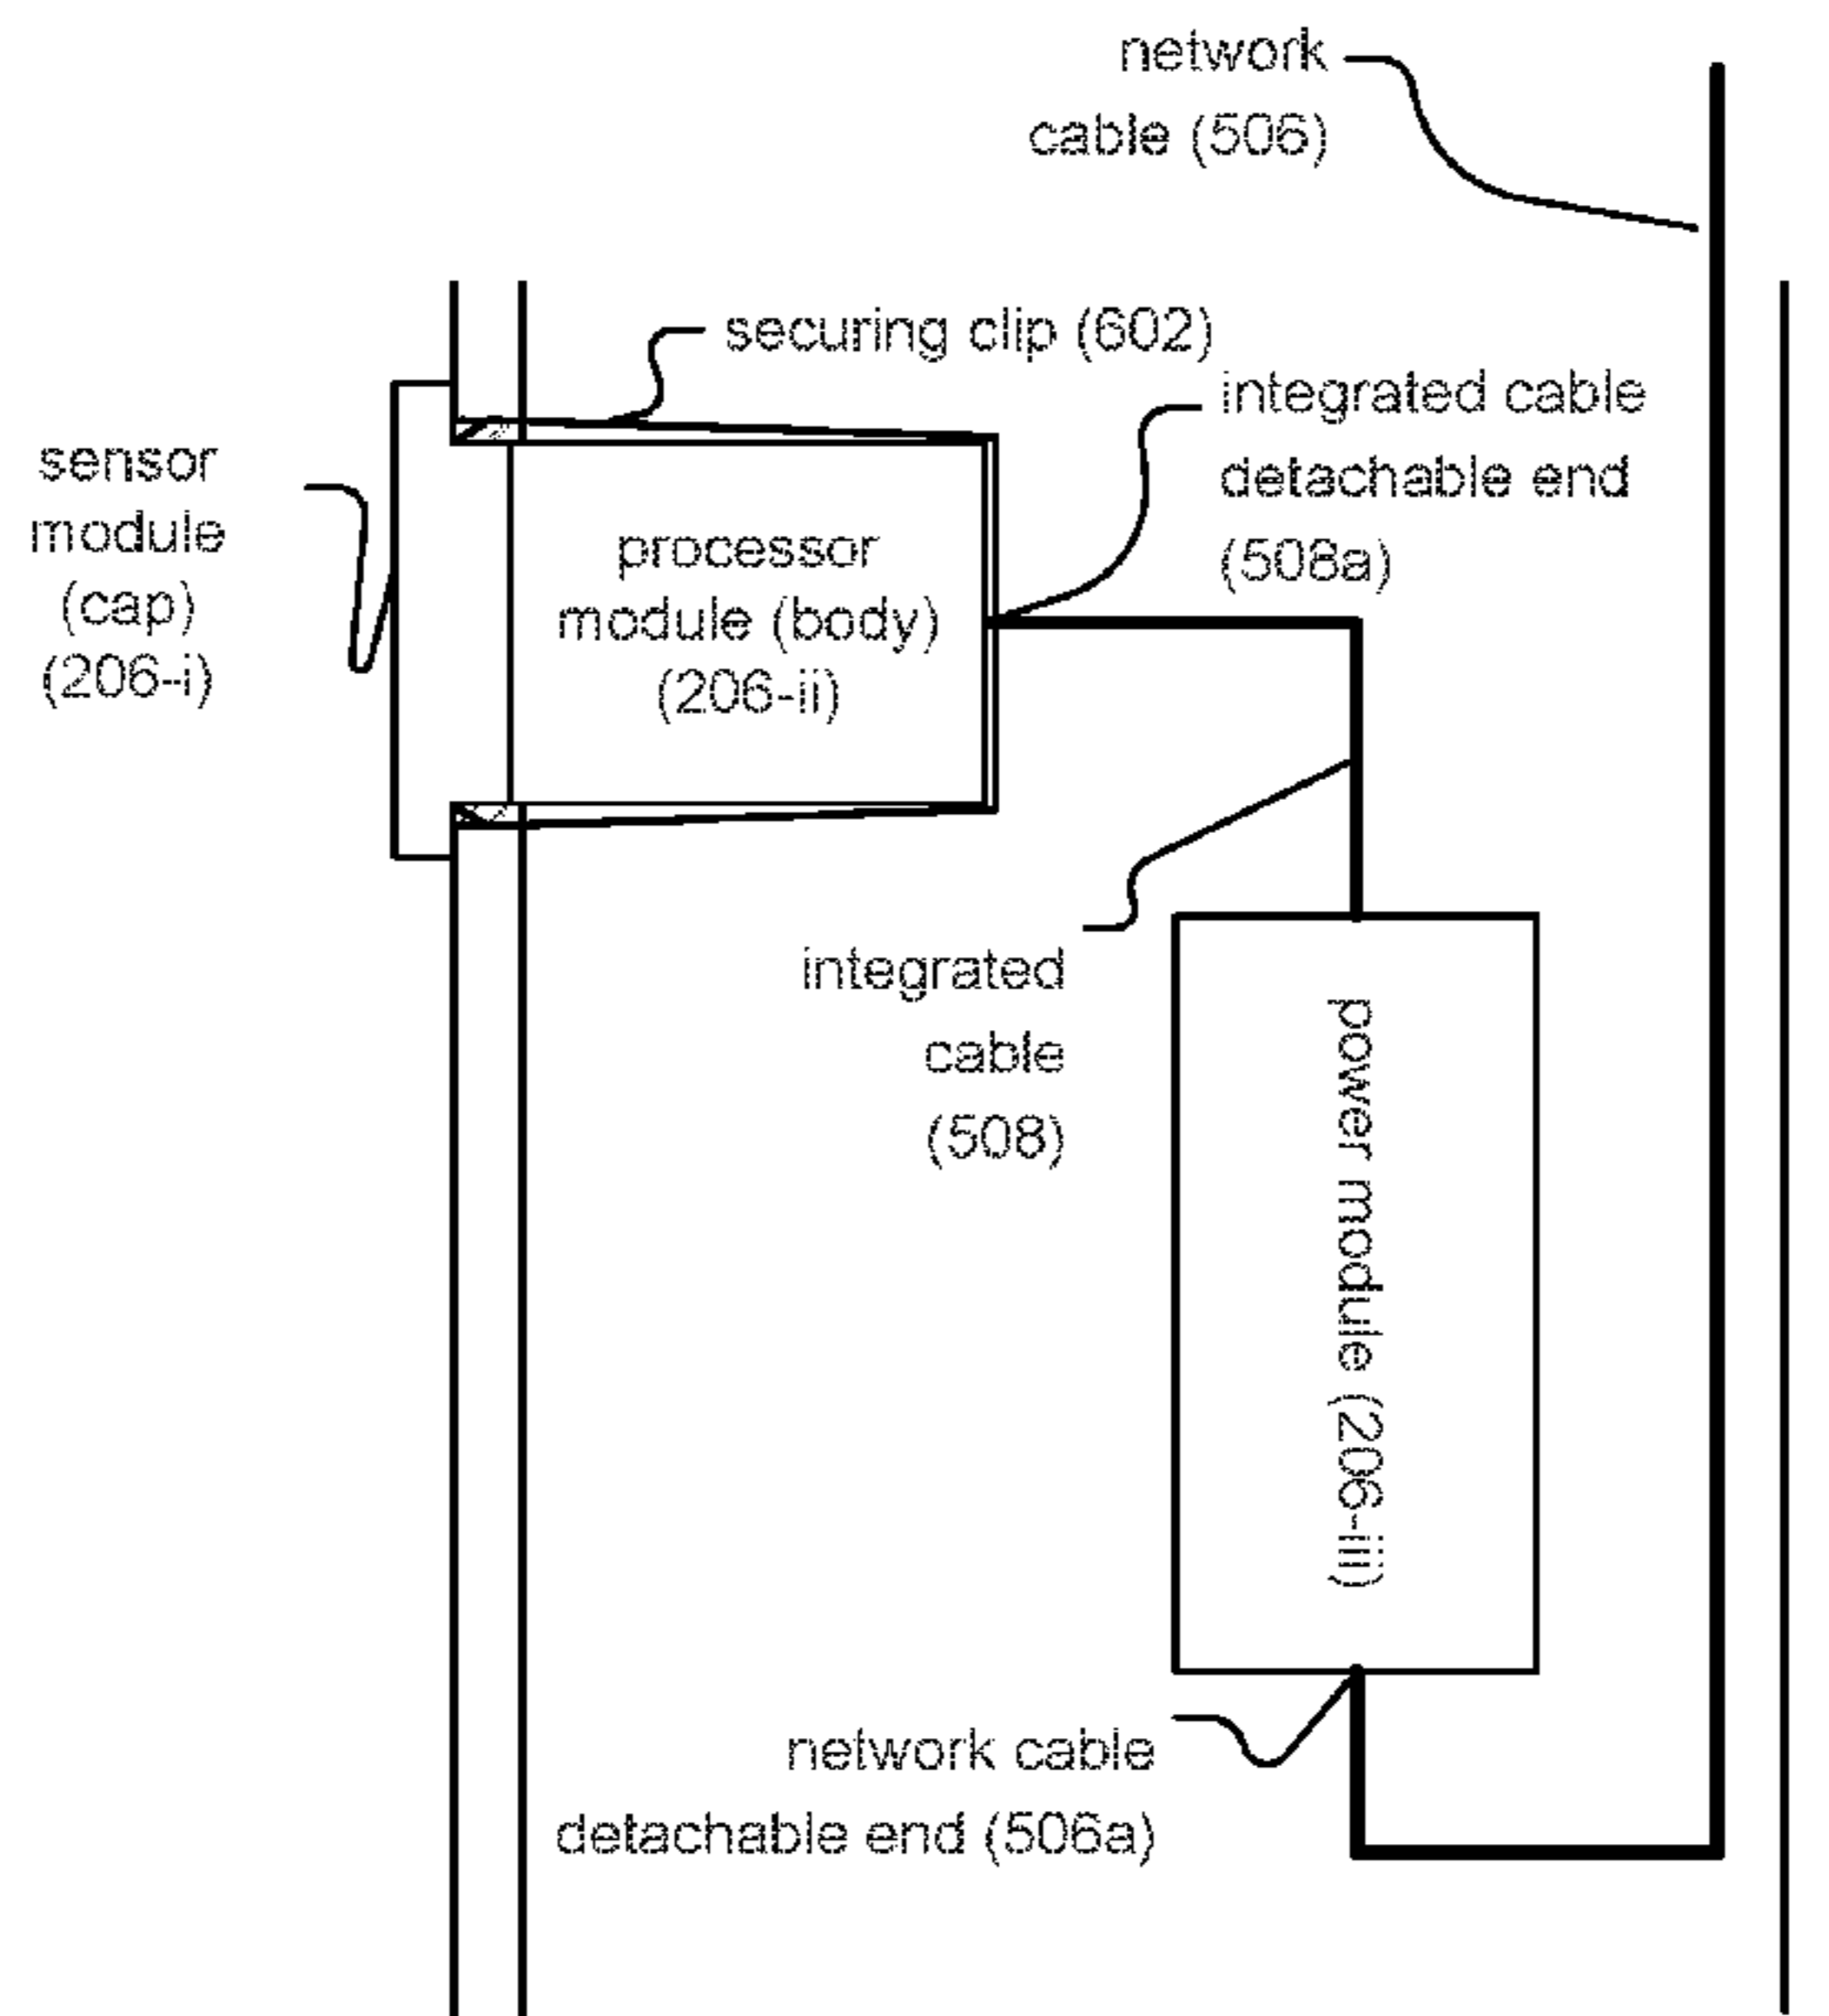 network
cable (506)
securing clip (602)
integrated cable
detachable end
(508a)
sensor
module
(cap)
(206-i)
processor
module (body)
(206-ii)
integrated
cable
(508)
power module (206-iii)
network cable
detachable end (506a)